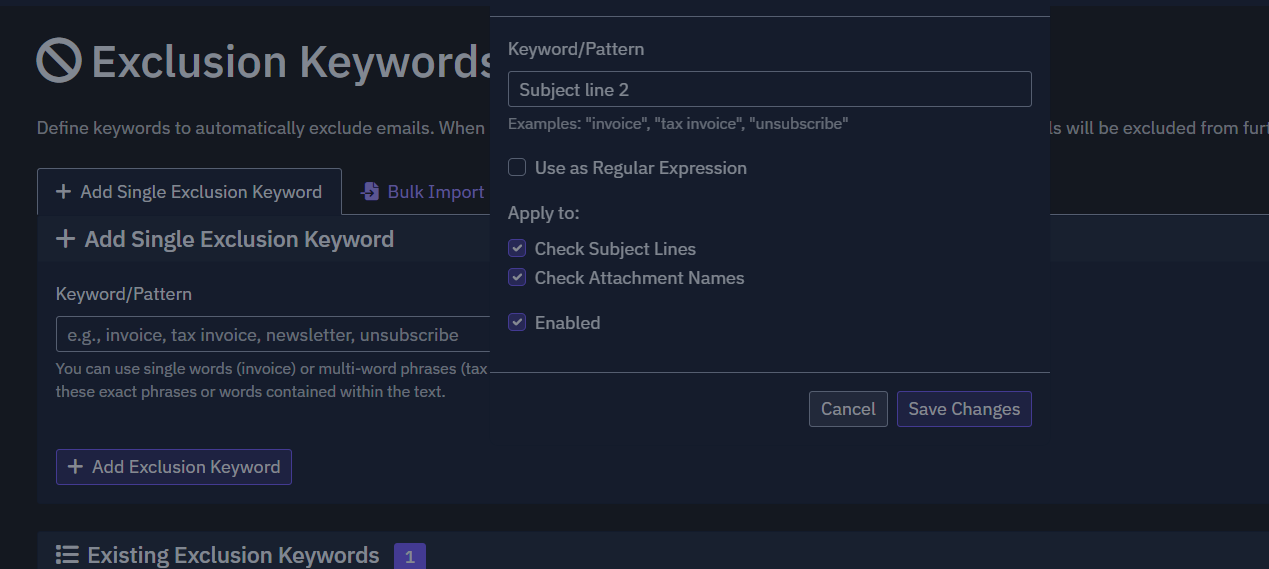 Exclusion Keywords
Define keywords to automatically exclude emails. When
ls will be excluded from furt
Add Single Exclusion Keyword
Bulk Import
Add Single Exclusion Keyword
Keyword/Pattern
e.g., invoice, tax invoice, newsletter, unsubscribe
You can use single words (invoice) or multi-word phrases (tax
these exact phrases or words contained within the text.
Add Exclusion Keyword
Existing Exclusion Keywords 1
Keyword/Pattern
Subject line 2
Examples: "invoice", "tax invoice", "unsubscribe"
Use as Regular Expression
Apply to:
Check Subject Lines
Check Attachment Names
Enabled
Cancel Save Changes